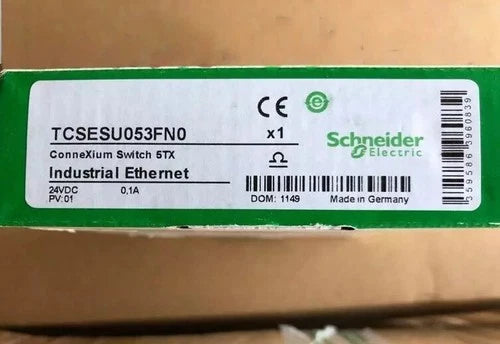 TCSESU053FN0
x1
ConneXium Switch 5TX
Industrial Ethernet
24VDC 0,1A
PV:01
CE
Schneider
Electric
DOM: 1149 Made in Germany
3595863960839